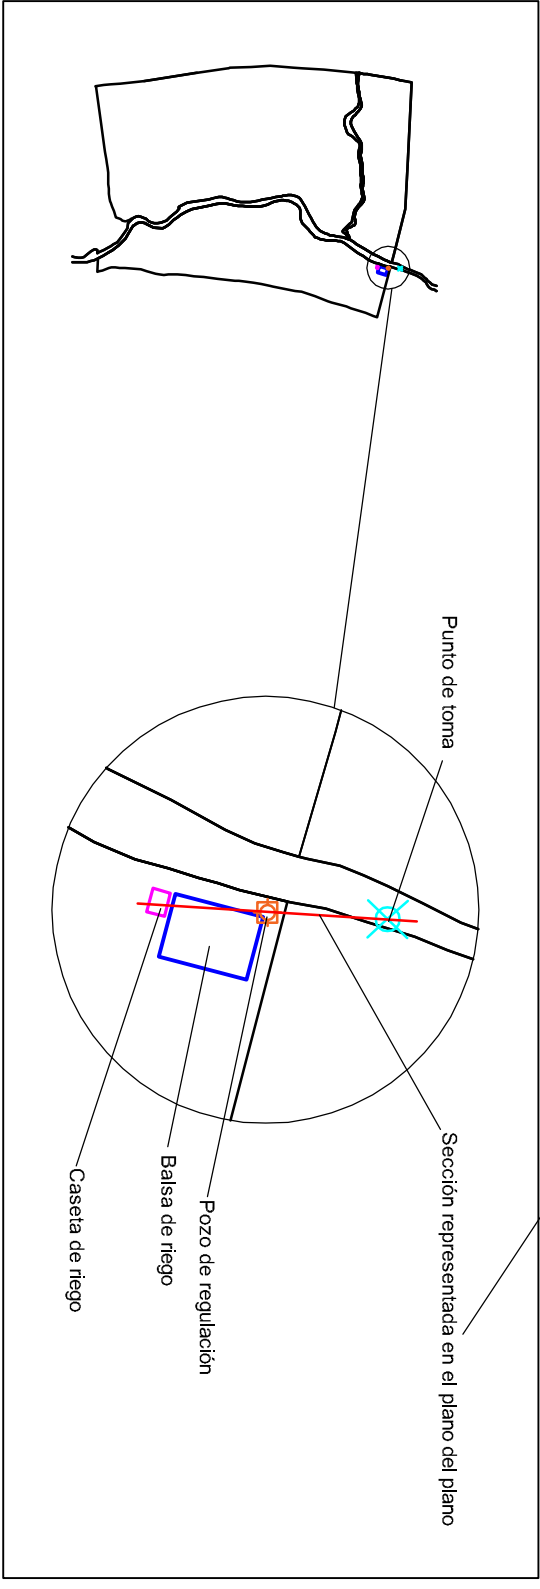 Punto de toma
Sección representada en el plano del plano
Pozo de regulación
Balsa de riego
Caseta de riego